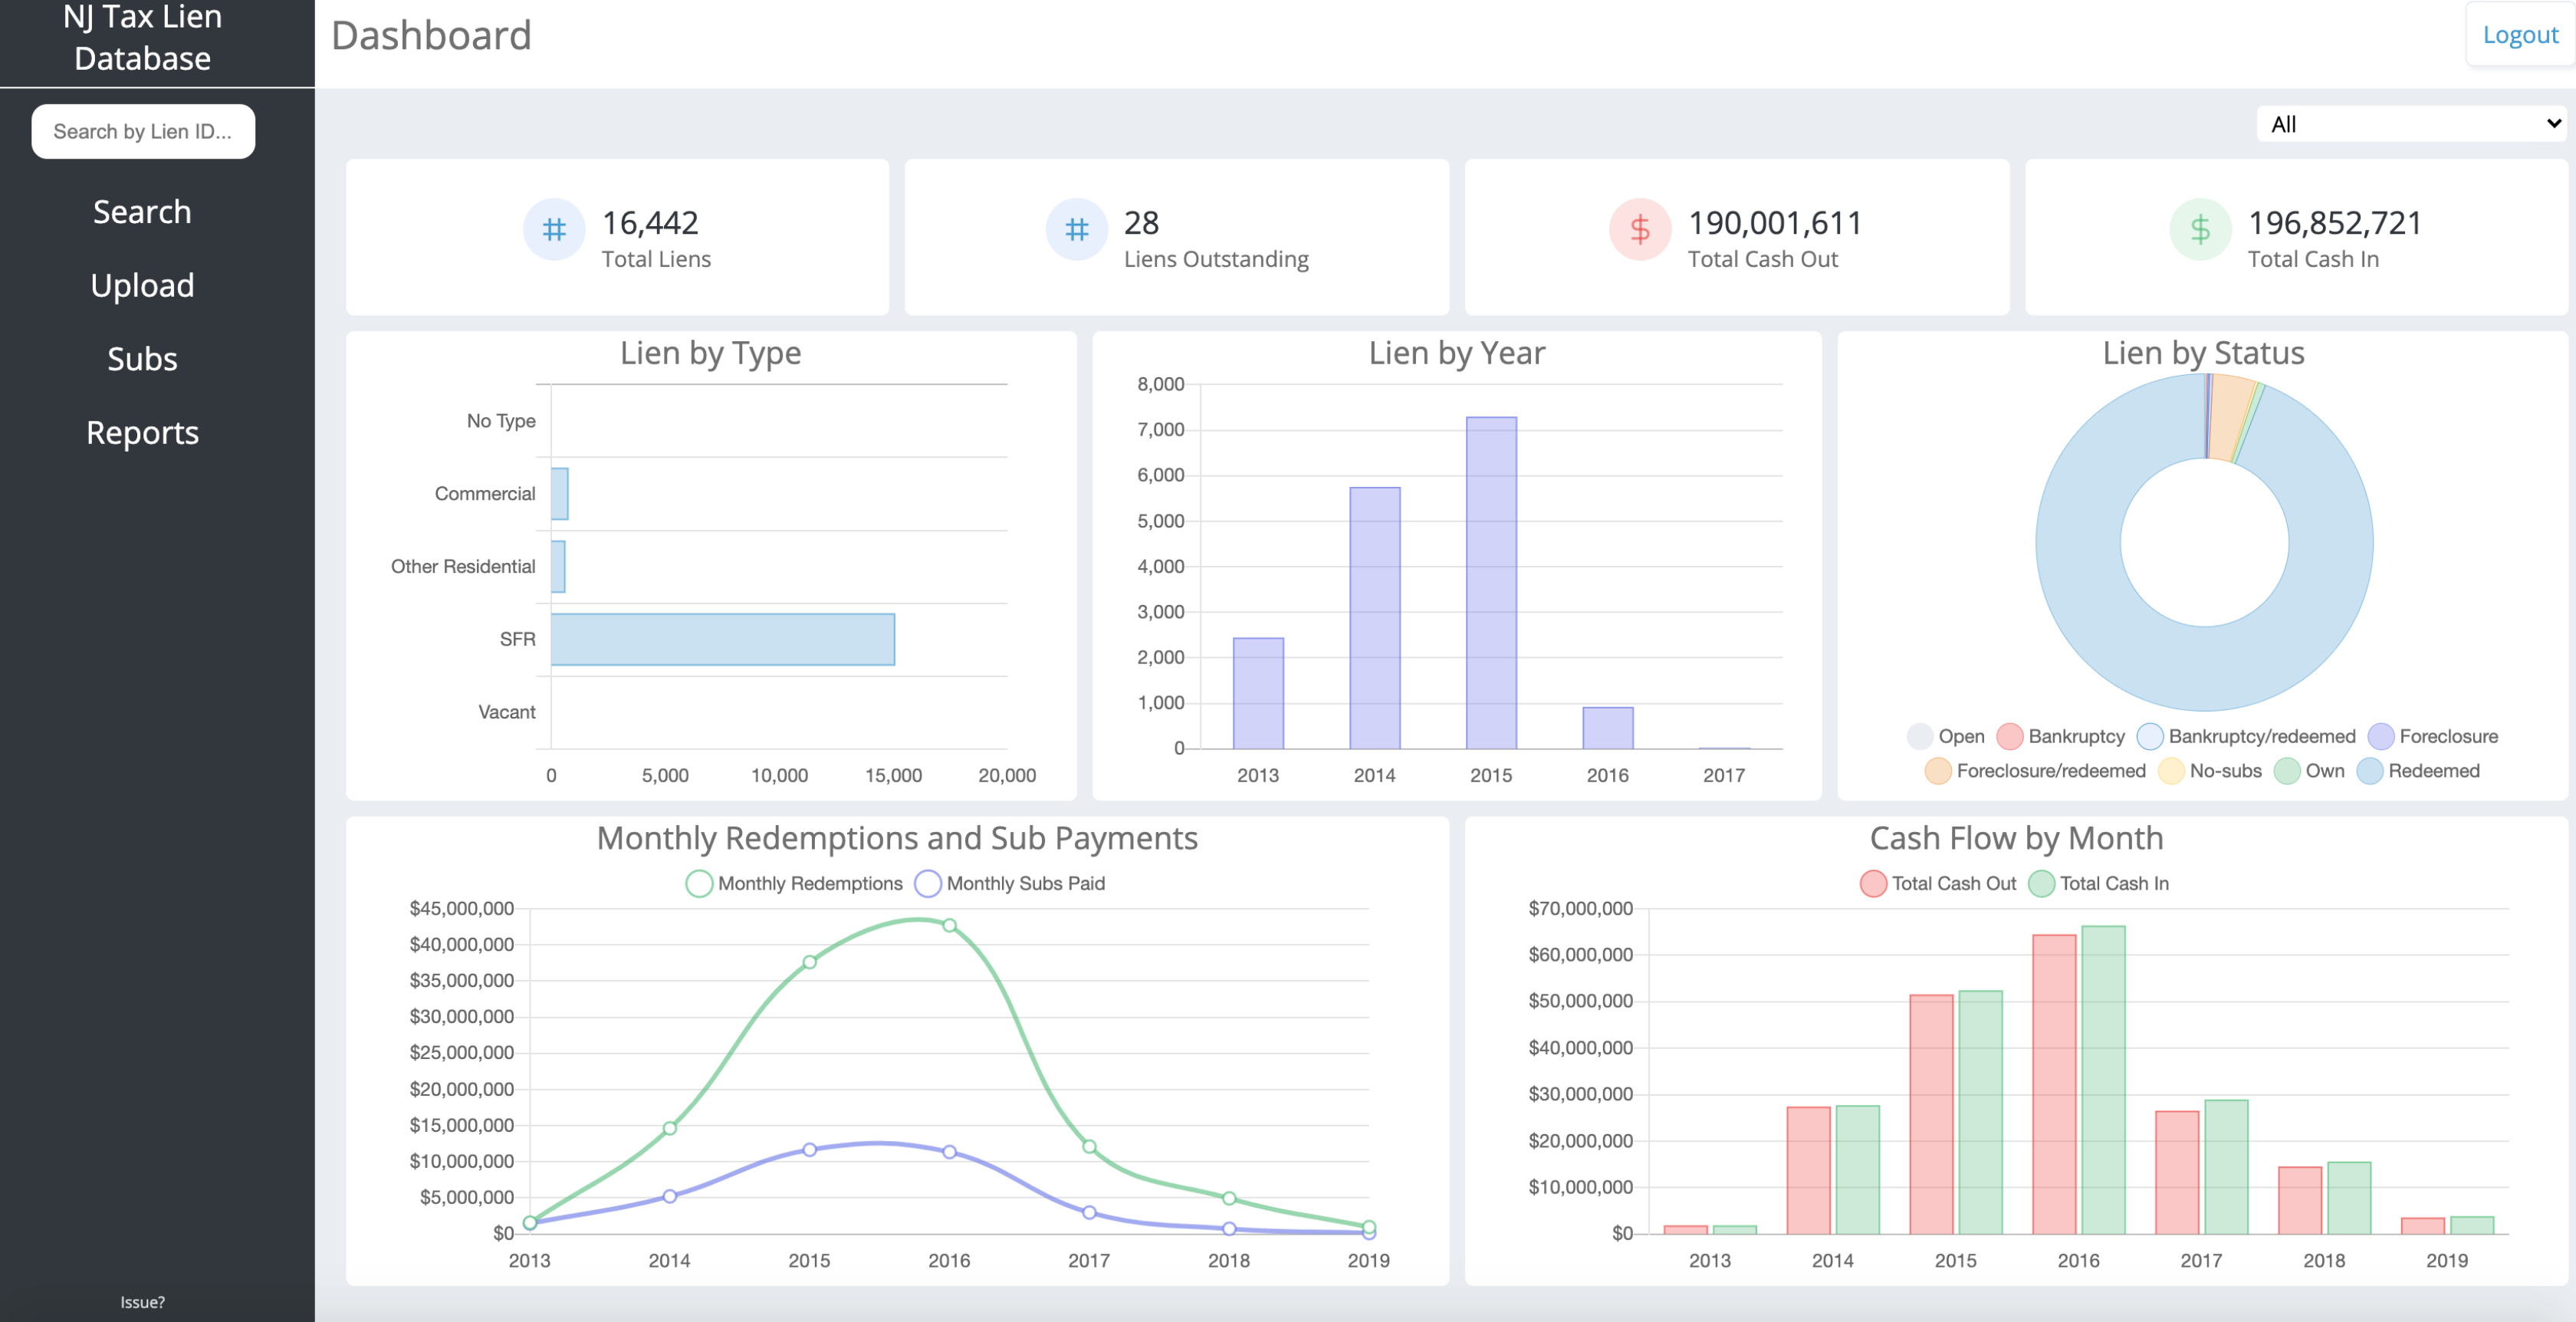 NJ Tax Lien
Database
Search by Lien ID...
Search
Upload
Subs
Reports
Issue?
Dashboard
Logout
All
16,442
Total Liens
28
Liens Outstanding
190,001,611
Total Cash Out
196,852,721
Total Cash In
Lien by Type
No Type
Commercial
Other Residential
SFR
Vacant
0 5,000 10,000 15,000 20,000
Lien by Year
8,000
7,000
6,000
5,000
4,000
3,000
2,000
1,000
0
2013 2014 2015 2016 2017
Lien by Status
Open Bankruptcy Bankruptcy/redeemed Foreclosure
Foreclosure/redeemed No-subs Own Redeemed
Monthly Redemptions and Sub Payments
Monthly Redemptions Monthly Subs Paid
$45,000,000
$40,000,000
$35,000,000
$30,000,000
$25,000,000
$20,000,000
$15,000,000
$10,000,000
$5,000,000
$0
2013 2014 2015 2016 2017 2018 2019
Cash Flow by Month
Total Cash Out Total Cash In
$70,000,000
$60,000,000
$50,000,000
$40,000,000
$30,000,000
$20,000,000
$10,000,000
$0
2013 2014 2015 2016 2017 2018 2019